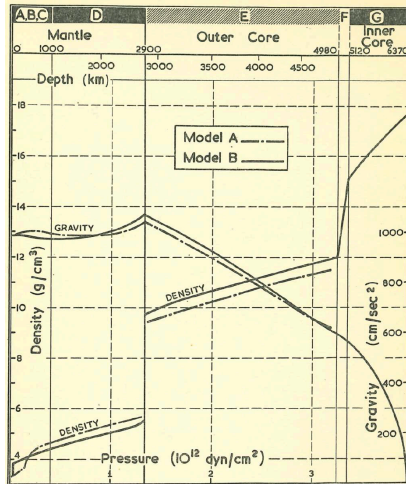 A,B,C D E F G
Mantle Outer Core Inner Core
0 1000 2000 2900 3000 3500 4000 4500 4980 5120 6370
Depth (km)
18
16
Model A
Model B
14
GRAVITY
1000
12
DENSITY
Density (g/cm³)
10
800
(cm/sec²)
8
600
Gravity
400
6
DENSITY
200
4
Pressure (10¹² dyn/cm²)
1 2 3